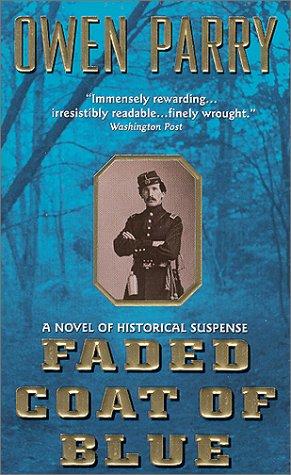 OWEN PARRY
"Immensely rewarding...
irresistibly readable...finely wrought."
Washington Post
A NOVEL OF HISTORICAL SUSPENSE
FADED
COAT OF
BLUE